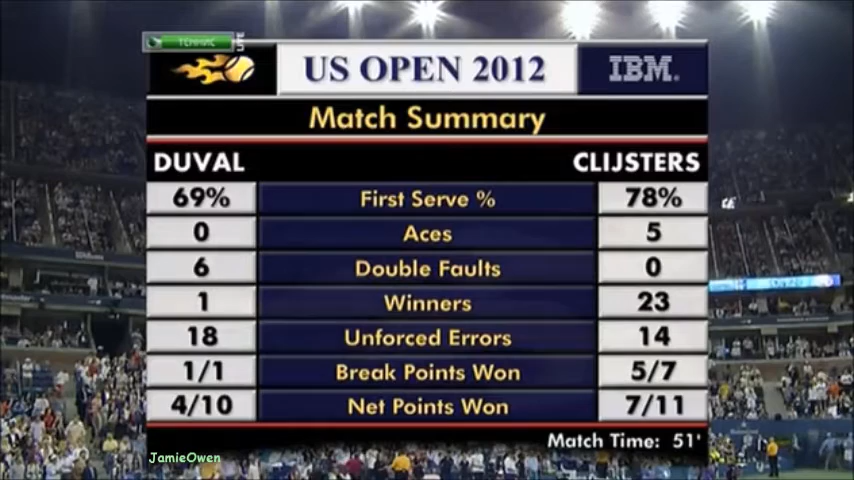 TENNIC
LIVE
US OPEN 2012
IBM.
Match Summary
DUVAL CLIJSTERS
69% First Serve % 78%
0 Aces 5
6 Double Faults 0
1 Winners 23
18 Unforced Errors 14
1/1 Break Points Won 5/7
4/10 Net Points Won 7/11
Match Time: 51'
JamieOwen